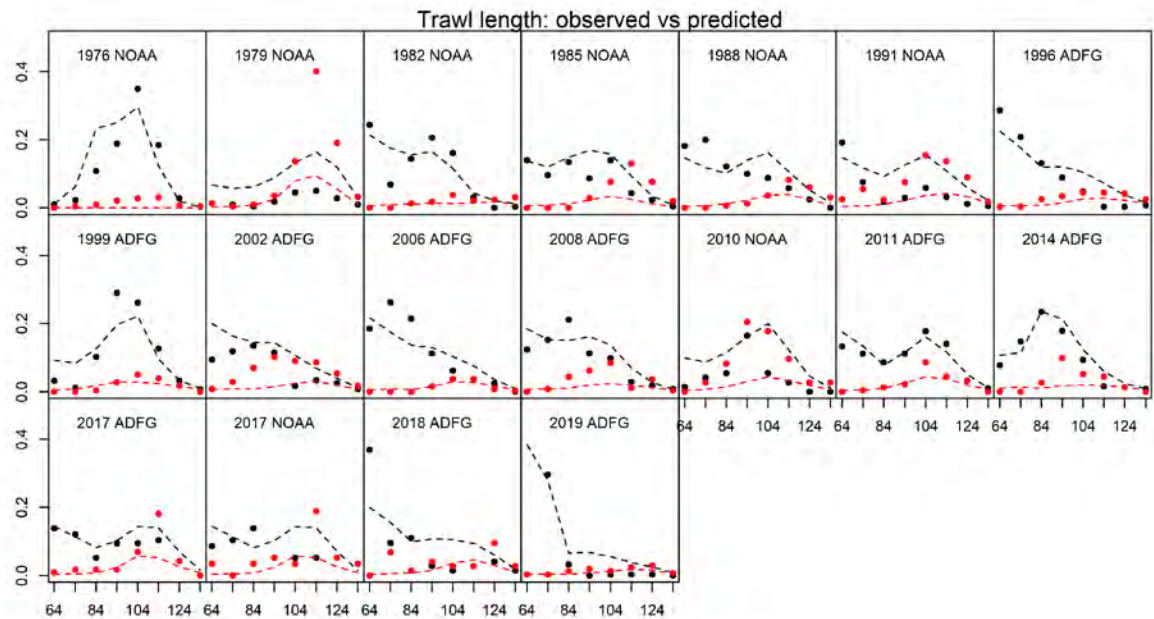 Trawl length: observed vs predicted
1976 NOAA 1979 NOAA 1982 NOAA 1985 NOAA 1988 NOAA 1991 NOAA 1996 ADFG
0.4
0.2
0.0
1999 ADFG 2002 ADFG 2006 ADFG 2008 ADFG 2010 NOAA 2011 ADFG 2014 ADFG
0.4
0.2
0.0
64 84 104 124 64 84 104 124 64 84 104 124
2017 ADFG 2017 NOAA 2018 ADFG 2019 ADFG
0.4
0.2
0.0
64 84 104 124 64 84 104 124 64 84 104 124 64 84 104 124